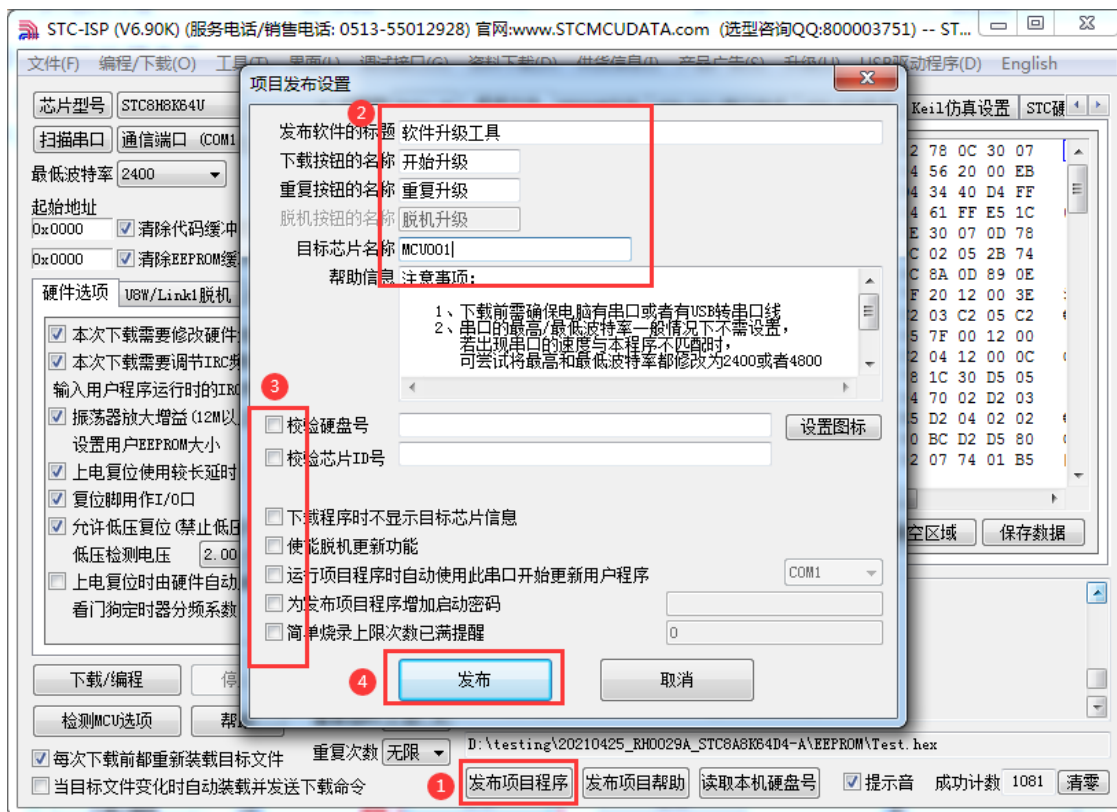 STC-ISP (V6.90K) (服务电话/销售电话: 0513-55012928) 官网:www.STCMCUDATA.com (选型咨询QQ:800003751) -- ST...
文件(F) 编程/下载(O) 工具(T) 界面(L) 调试接口(G) 资料下载(D) 供货信息(I) 产品广告(S) 升级(U) USB驱动程序(D) English
芯片型号 STC8H8K64U
扫描串口 通信端口 (COM1
最低波特率 2400
起始地址
0x0000 清除代码缓冲
0x0000 清除EEPROM缓
硬件选项 U8W/Link1脱机
本次下载需要修改硬件
本次下载需要调节IRC频
输入用户程序运行时的IRC
振荡器放大增益(12M以
设置用户EEPROM大小
上电复位使用较长延时
复位脚用作I/O口
允许低压复位(禁止低压
低压检测电压 2.00
上电复位时由硬件自动
看门狗定时器分频系数
下载/编程 停
检测MCU选项 帮
每次下载前都重新装载目标文件
当目标文件变化时自动装载并发送下载命令
重复次数 无限
项目发布设置
2
发布软件的标题 软件升级工具
下载按钮的名称 开始升级
重复按钮的名称 重复升级
脱机按钮的名称 脱机升级
目标芯片名称 MCU001
帮助信息 注意事项:
1、下载前需确保电脑有串口或者有USB转串口线
2、串口的最高/最低波特率一般情况下不需设置,
若出现串口的速度与本程序不匹配时,
可尝试将最高和最低波特率都修改为2400或者4800
3
校验硬盘号 设置图标
校验芯片ID号
下载程序时不显示目标芯片信息
使能脱机更新功能
运行项目程序时自动使用此串口开始更新用户程序 COM1
为发布项目程序增加启动密码
简单烧录上限次数已满提醒 0
4 发布 取消
Keil仿真设置 STC硬
2 78 0C 30 07
4 56 20 00 EB
04 34 40 D4 FF
4 61 FF E5 1C
E 30 07 0D 78
C 02 05 2B 74
C 8A 0D 89 0E
F 20 12 00 3E
2 03 C2 05 C2
5 7F 00 12 00
2 04 12 00 0C
8 1C 30 D5 05
4 70 02 D2 03
5 D2 04 02 02
0 BC D2 D5 80
2 07 74 01 B5
空区域 保存数据
D:\testing\20210425_RH0029A_STC8A8K64D4-A\EEPROM\Test.hex
1 发布项目程序 发布项目帮助 读取本机硬盘号 提示音 成功计数 1081 清零